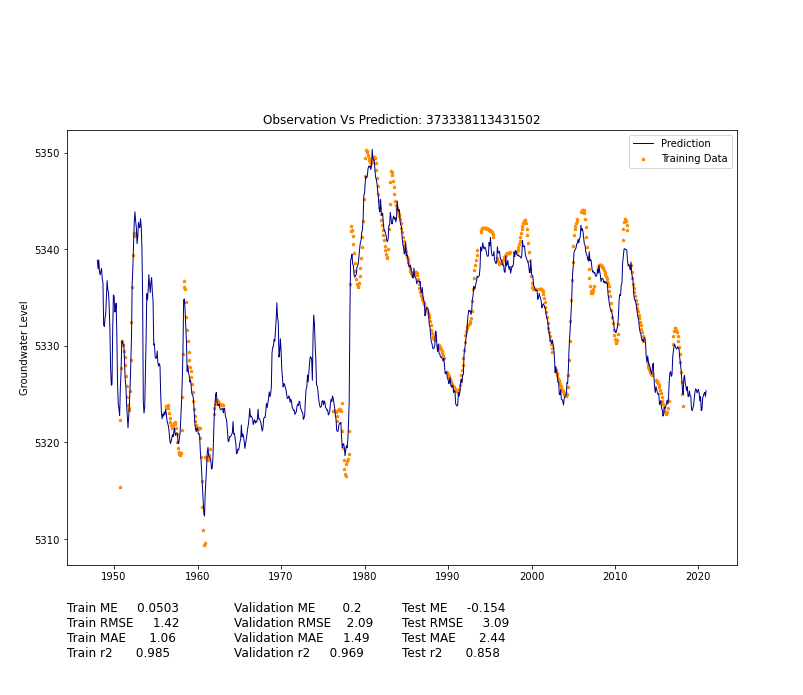 Observation Vs Prediction: 373338113431502
Prediction
Training Data
Groundwater Level
5350
5340
5330
5320
5310
1950 1960 1970 1980 1990 2000 2010 2020
Train ME 0.0503 Validation ME 0.2 Test ME -0.154
Train RMSE 1.42 Validation RMSE 2.09 Test RMSE 3.09
Train MAE 1.06 Validation MAE 1.49 Test MAE 2.44
Train r2 0.985 Validation r2 0.969 Test r2 0.858